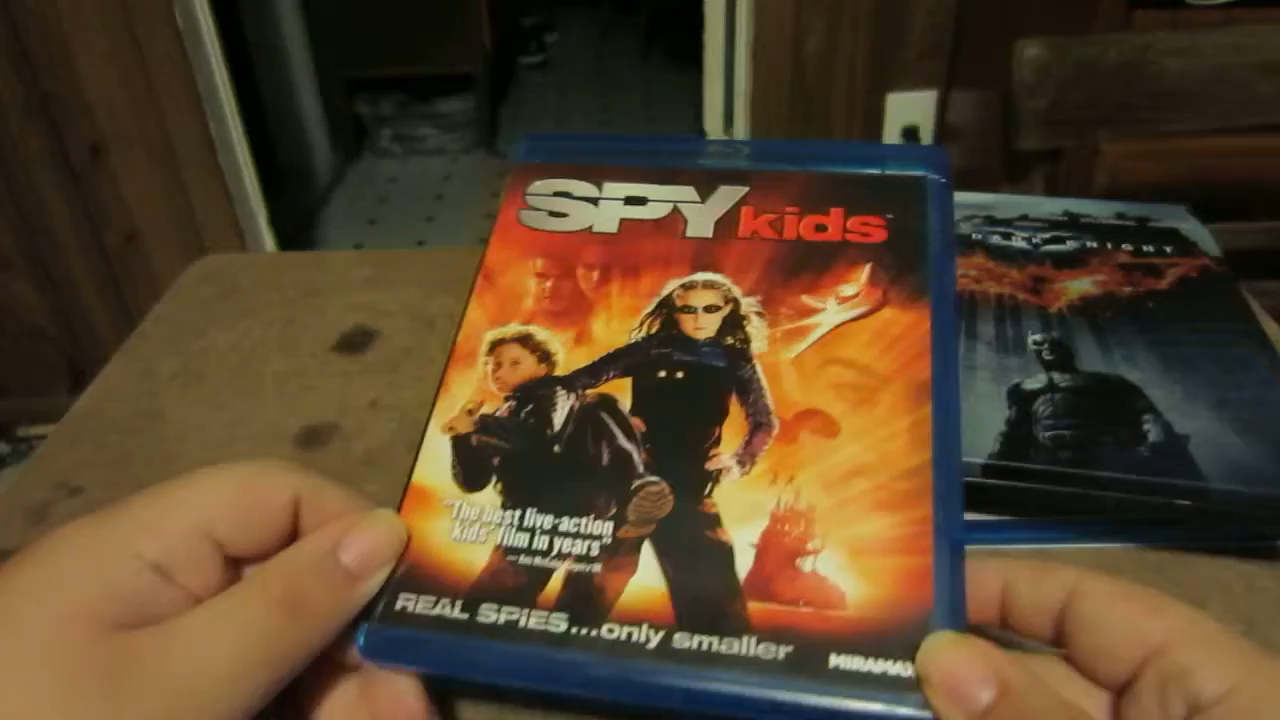 SPY kids
"The best live-action
kids' film in years"
REAL SPIES...only smaller
MIRAMAX
DARK KNIGHT